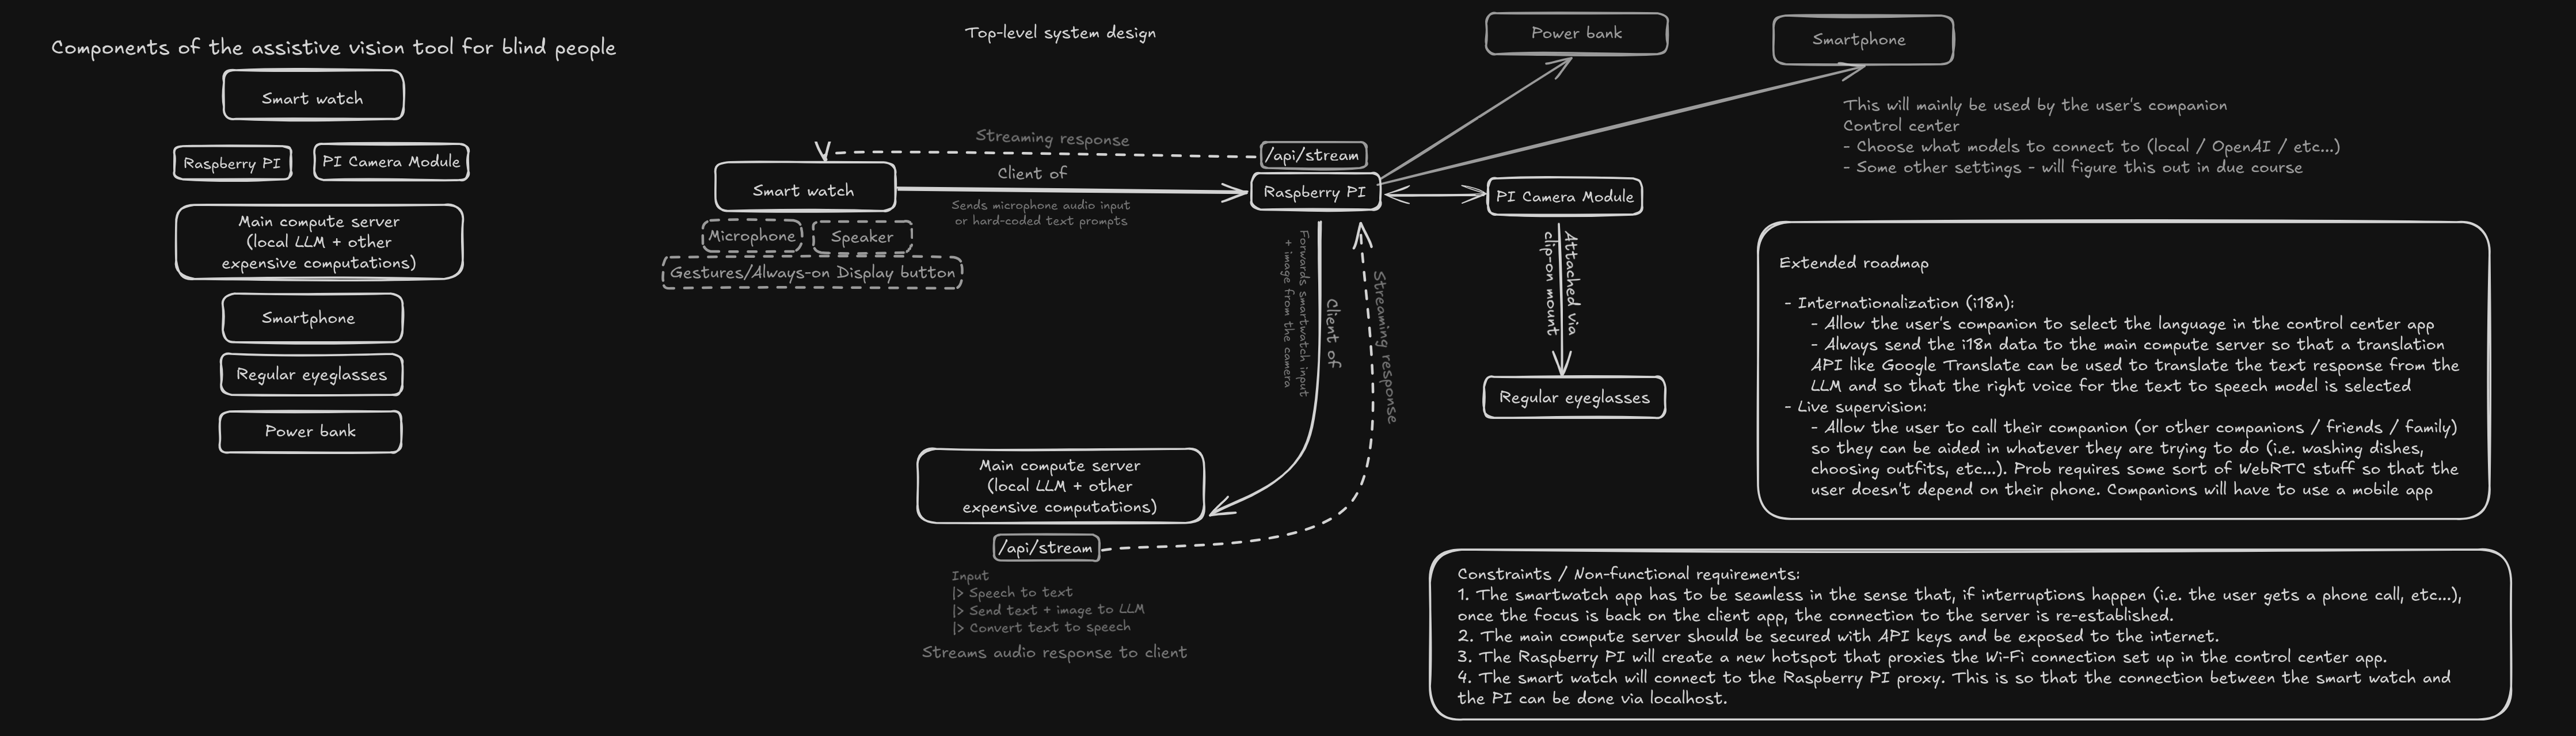 Components of the assistive vision tool for blind people
Smart watch
Raspberry PI
PI Camera Module
Main compute server
(local LLM + other
expensive computations)
Smartphone
Regular eyeglasses
Power bank
Top-level system design
Power bank
Smartphone
This will mainly be used by the user's companion
Control center
- Choose what models to connect to (local / OpenAI / etc...)
- Some other settings - will figure this out in due course
Streaming response
/api/stream
Client of
Smart watch
Raspberry PI
PI Camera Module
Sends microphone audio input
or hard-coded text prompts
Microphone
Speaker
Gestures/Always-on Display button
Forwards smartwatch input
+ image from the camera
Client of
Streaming response
Attached via
clip-on mount
Regular eyeglasses
Main compute server
(local LLM + other
expensive computations)
/api/stream
Input
|> Speech to text
|> Send text + image to LLM
|> Convert text to speech
Streams audio response to client
Extended roadmap
- Internationalization (i18n):
- Allow the user's companion to select the language in the control center app
- Always send the i18n data to the main compute server so that a translation
API like Google Translate can be used to translate the text response from the
LLM and so that the right voice for the text to speech model is selected
- Live supervision:
- Allow the user to call their companion (or other companions / friends / family)
so they can be aided in whatever they are trying to do (i.e. washing dishes,
choosing outfits, etc...). Prob requires some sort of WebRTC stuff so that the
user doesn't depend on their phone. Companions will have to use a mobile app
Constraints / Non-functional requirements:
1. The smartwatch app has to be seamless in the sense that, if interruptions happen (i.e. the user gets a phone call, etc...),
once the focus is back on the client app, the connection to the server is re-established.
2. The main compute server should be secured with API keys and be exposed to the internet.
3. The Raspberry PI will create a new hotspot that proxies the Wi-Fi connection set up in the control center app.
4. The smart watch will connect to the Raspberry PI proxy. This is so that the connection between the smart watch and
the PI can be done via localhost.